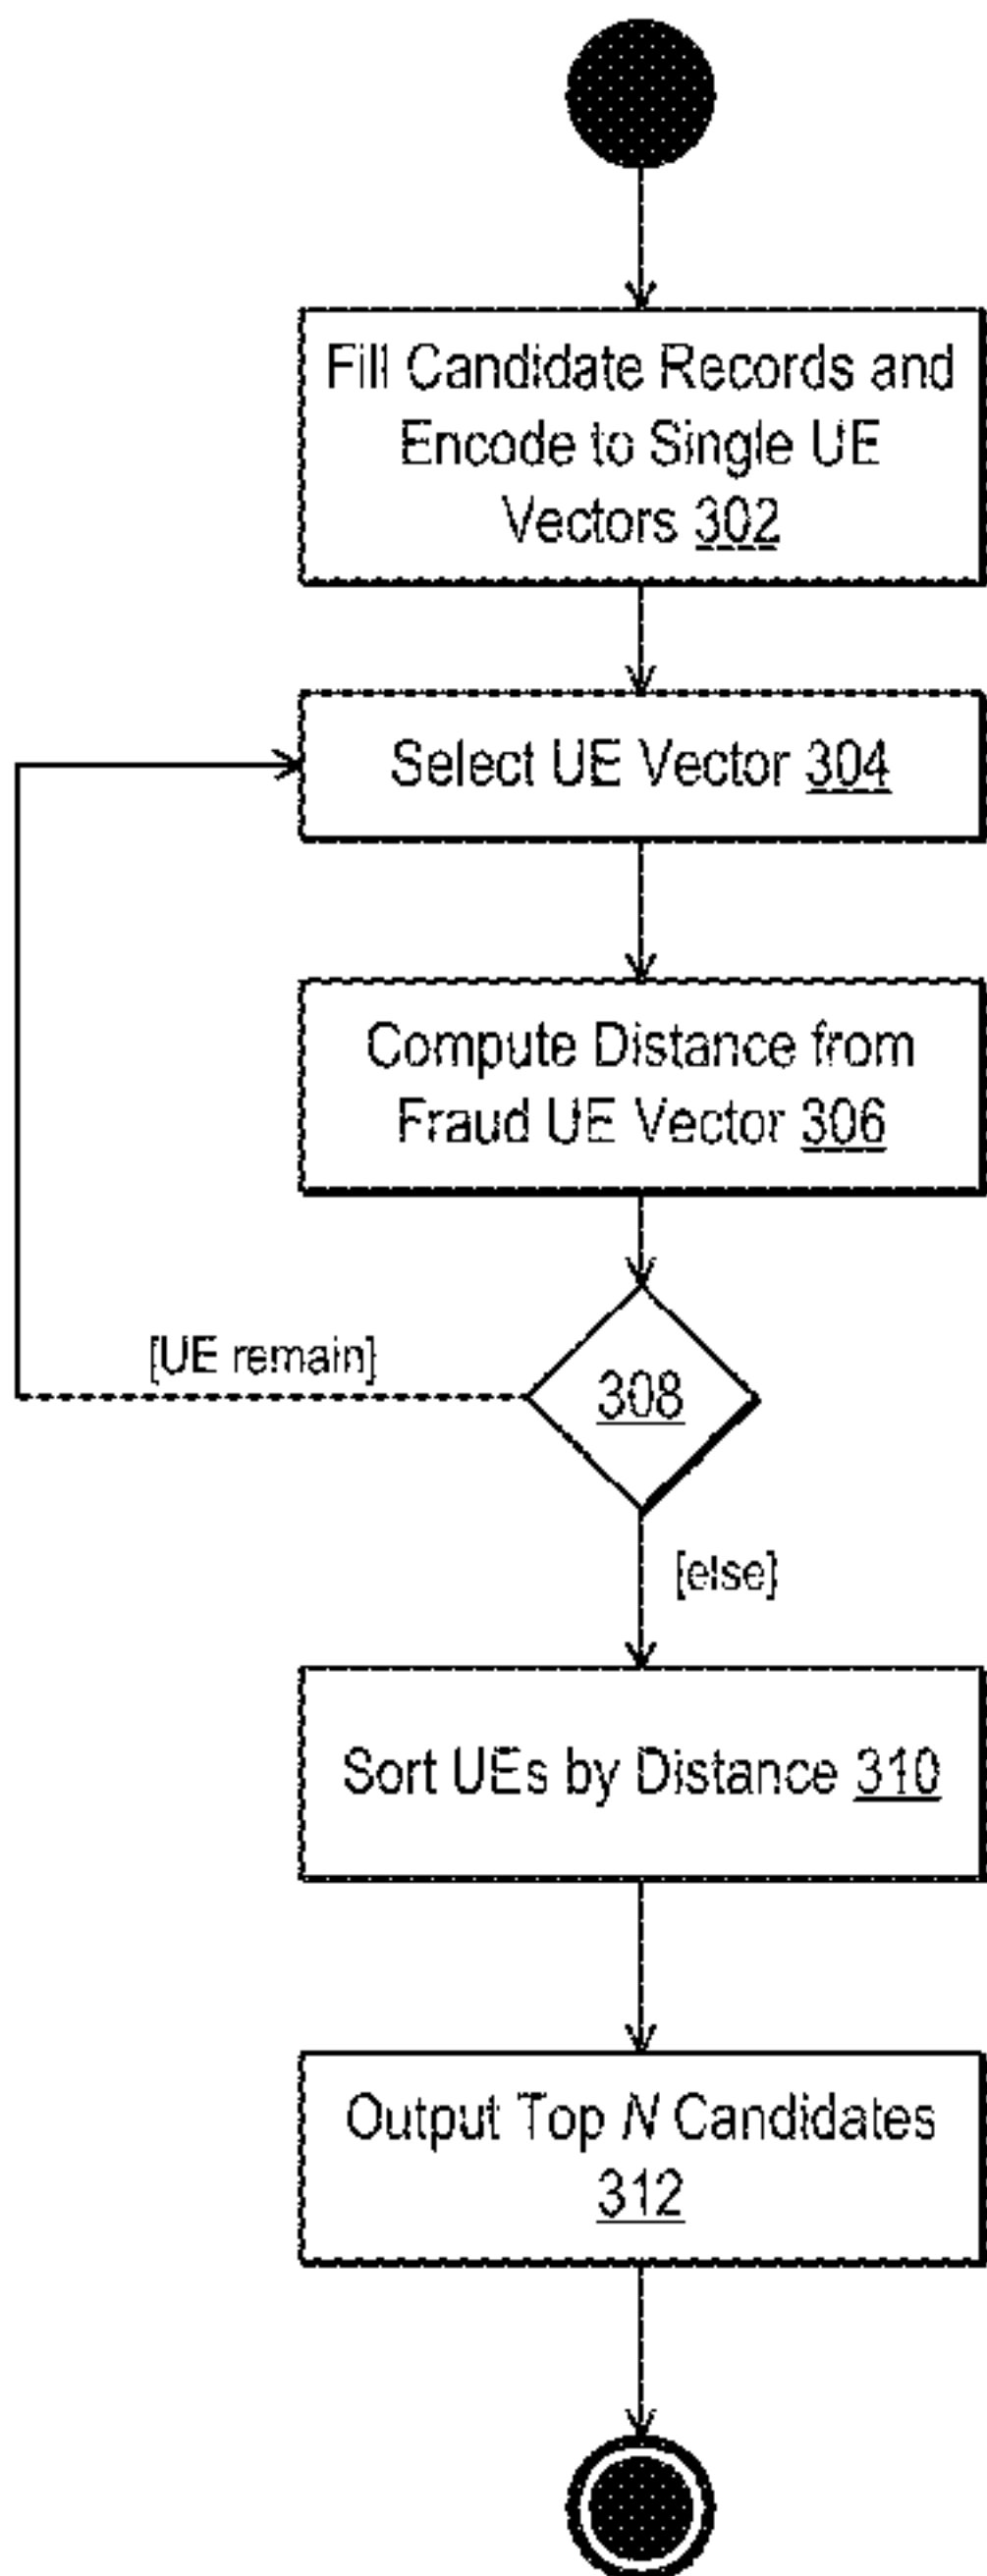 Fill Candidate Records and
Encode to Single UE
Vectors 302
Select UE Vector 304
Compute Distance from
Fraud UE Vector 306
[UE remain]
308
[else]
Sort UEs by Distance 310
Output Top N Candidates
312